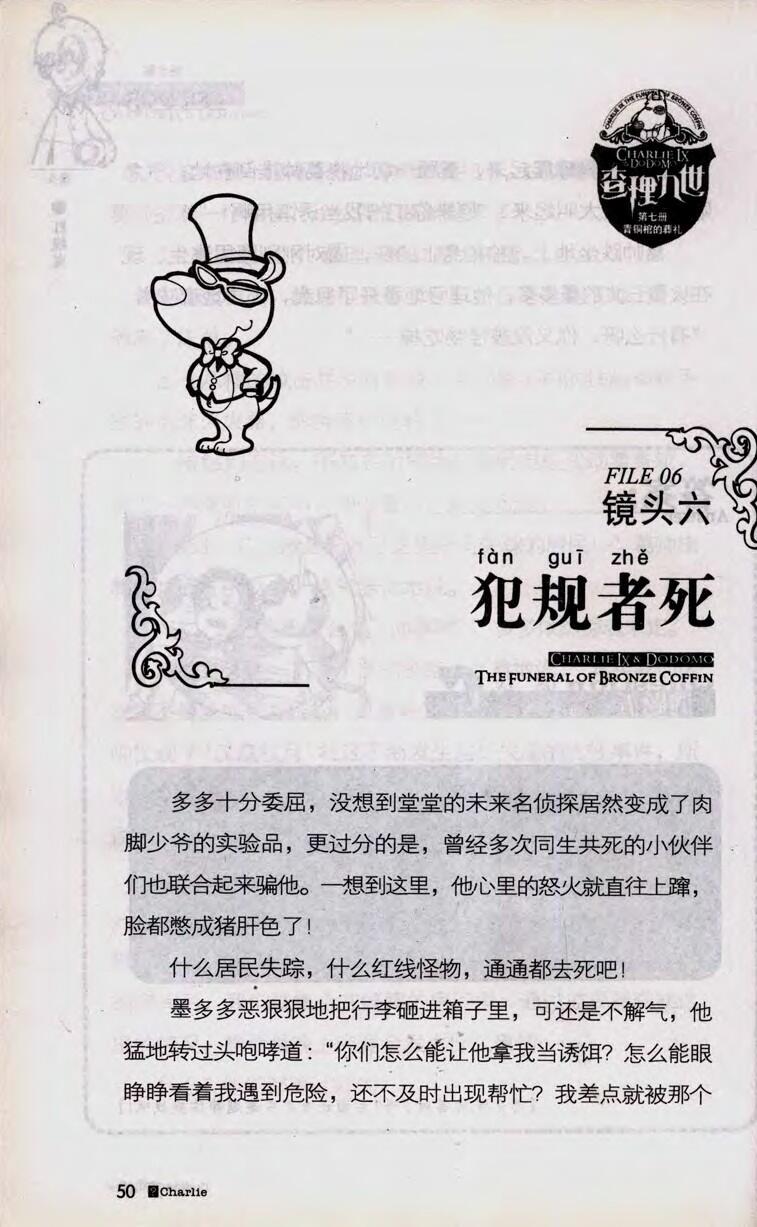 CHARLIE IX THE FUNERAL OF BRONZE COFFIN
CHARLIE IX
& DODOMO
查理九世
第七册
青铜棺的葬礼
FILE 06
镜头六
fàn guī zhě
犯规者死
CHARLIE IX & DODOMO
THE FUNERAL OF BRONZE COFFIN
多多十分委屈，没想到堂堂的未来名侦探居然变成了肉
脚少爷的实验品，更过分的是，曾经多次同生共死的小伙伴
们也联合起来骗他。一想到这里，他心里的怒火就直往上蹿，
脸都憋成猪肝色了！
什么居民失踪，什么红线怪物，通通都去死吧！
墨多多恶狠狠地把行李砸进箱子里，可还是不解气，他
猛地转过头咆哮道：“你们怎么能让他拿我当诱饵？怎么能眼
睁睁看着我遇到危险，还不及时出现帮忙？我差点就被那个
50 Charlie